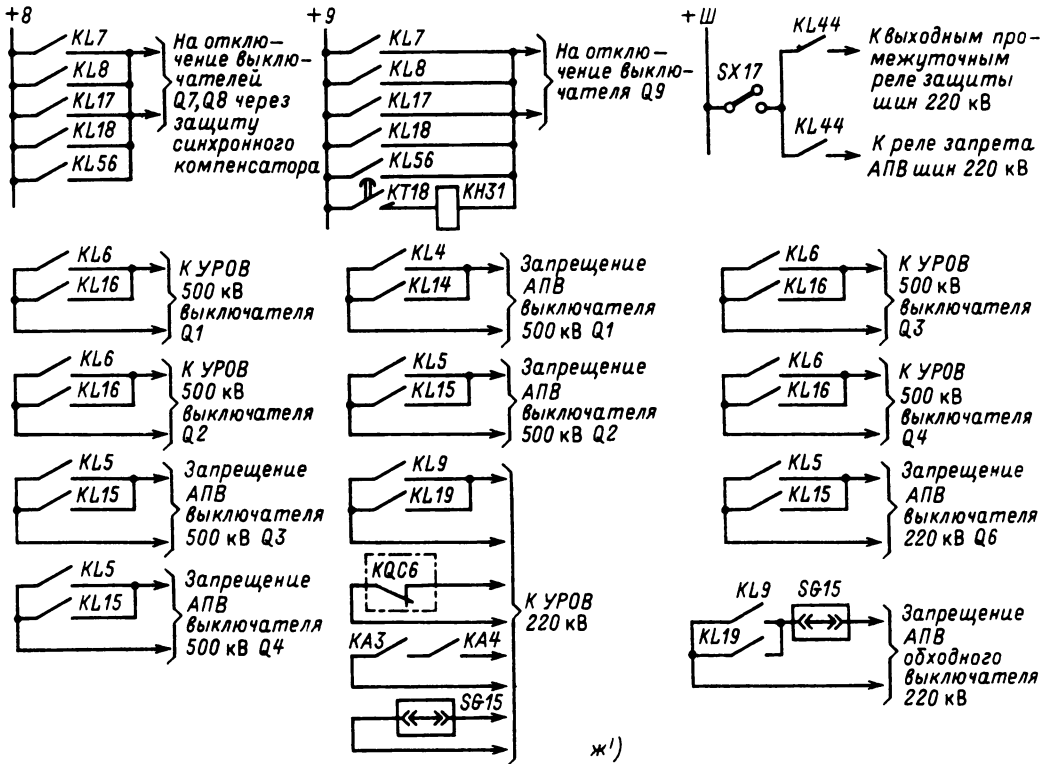 +8
KL7
KL8
KL17
KL18
KL56
На отклю—
чение выклю-
чателей
Q7,Q8 через
защиту
синхронного
компенсатора
+9
KL7
KL8
KL17
KL18
KL56
KT18
KH31
На отклю-
чение выклю-
чателя Q9
+Ш
SX17
KL44
KL44
К выходным про-
межуточным
реле защиты
шин 220 кВ
К реле запрета
АПВ шин 220 кВ
KL6
KL16
К УРОВ
500 кВ
выключателя
Q1
KL4
KL14
Запрещение
АПВ
выключателя
500 кВ Q1
KL6
KL16
К УРОВ
500 кВ
выключателя
Q3
KL6
KL16
К УРОВ
500 кВ
выключателя
Q2
KL5
KL15
Запрещение
АПВ
выключателя
500 кВ Q2
KL6
KL16
К УРОВ
500 кВ
выключателя
Q4
KL5
KL15
Запрещение
АПВ
выключателя
500 кВ Q3
KL9
KL19
KQC6
KA3
KA4
SG15
К УРОВ
220 кВ
KL5
KL15
Запрещение
АПВ
выключателя
220 кВ Q6
KL5
KL15
Запрещение
АПВ
выключателя
500 кВ Q4
KL9
KL19
SG15
Запрещение
АПВ
обходного
выключателя
220 кВ
ж')